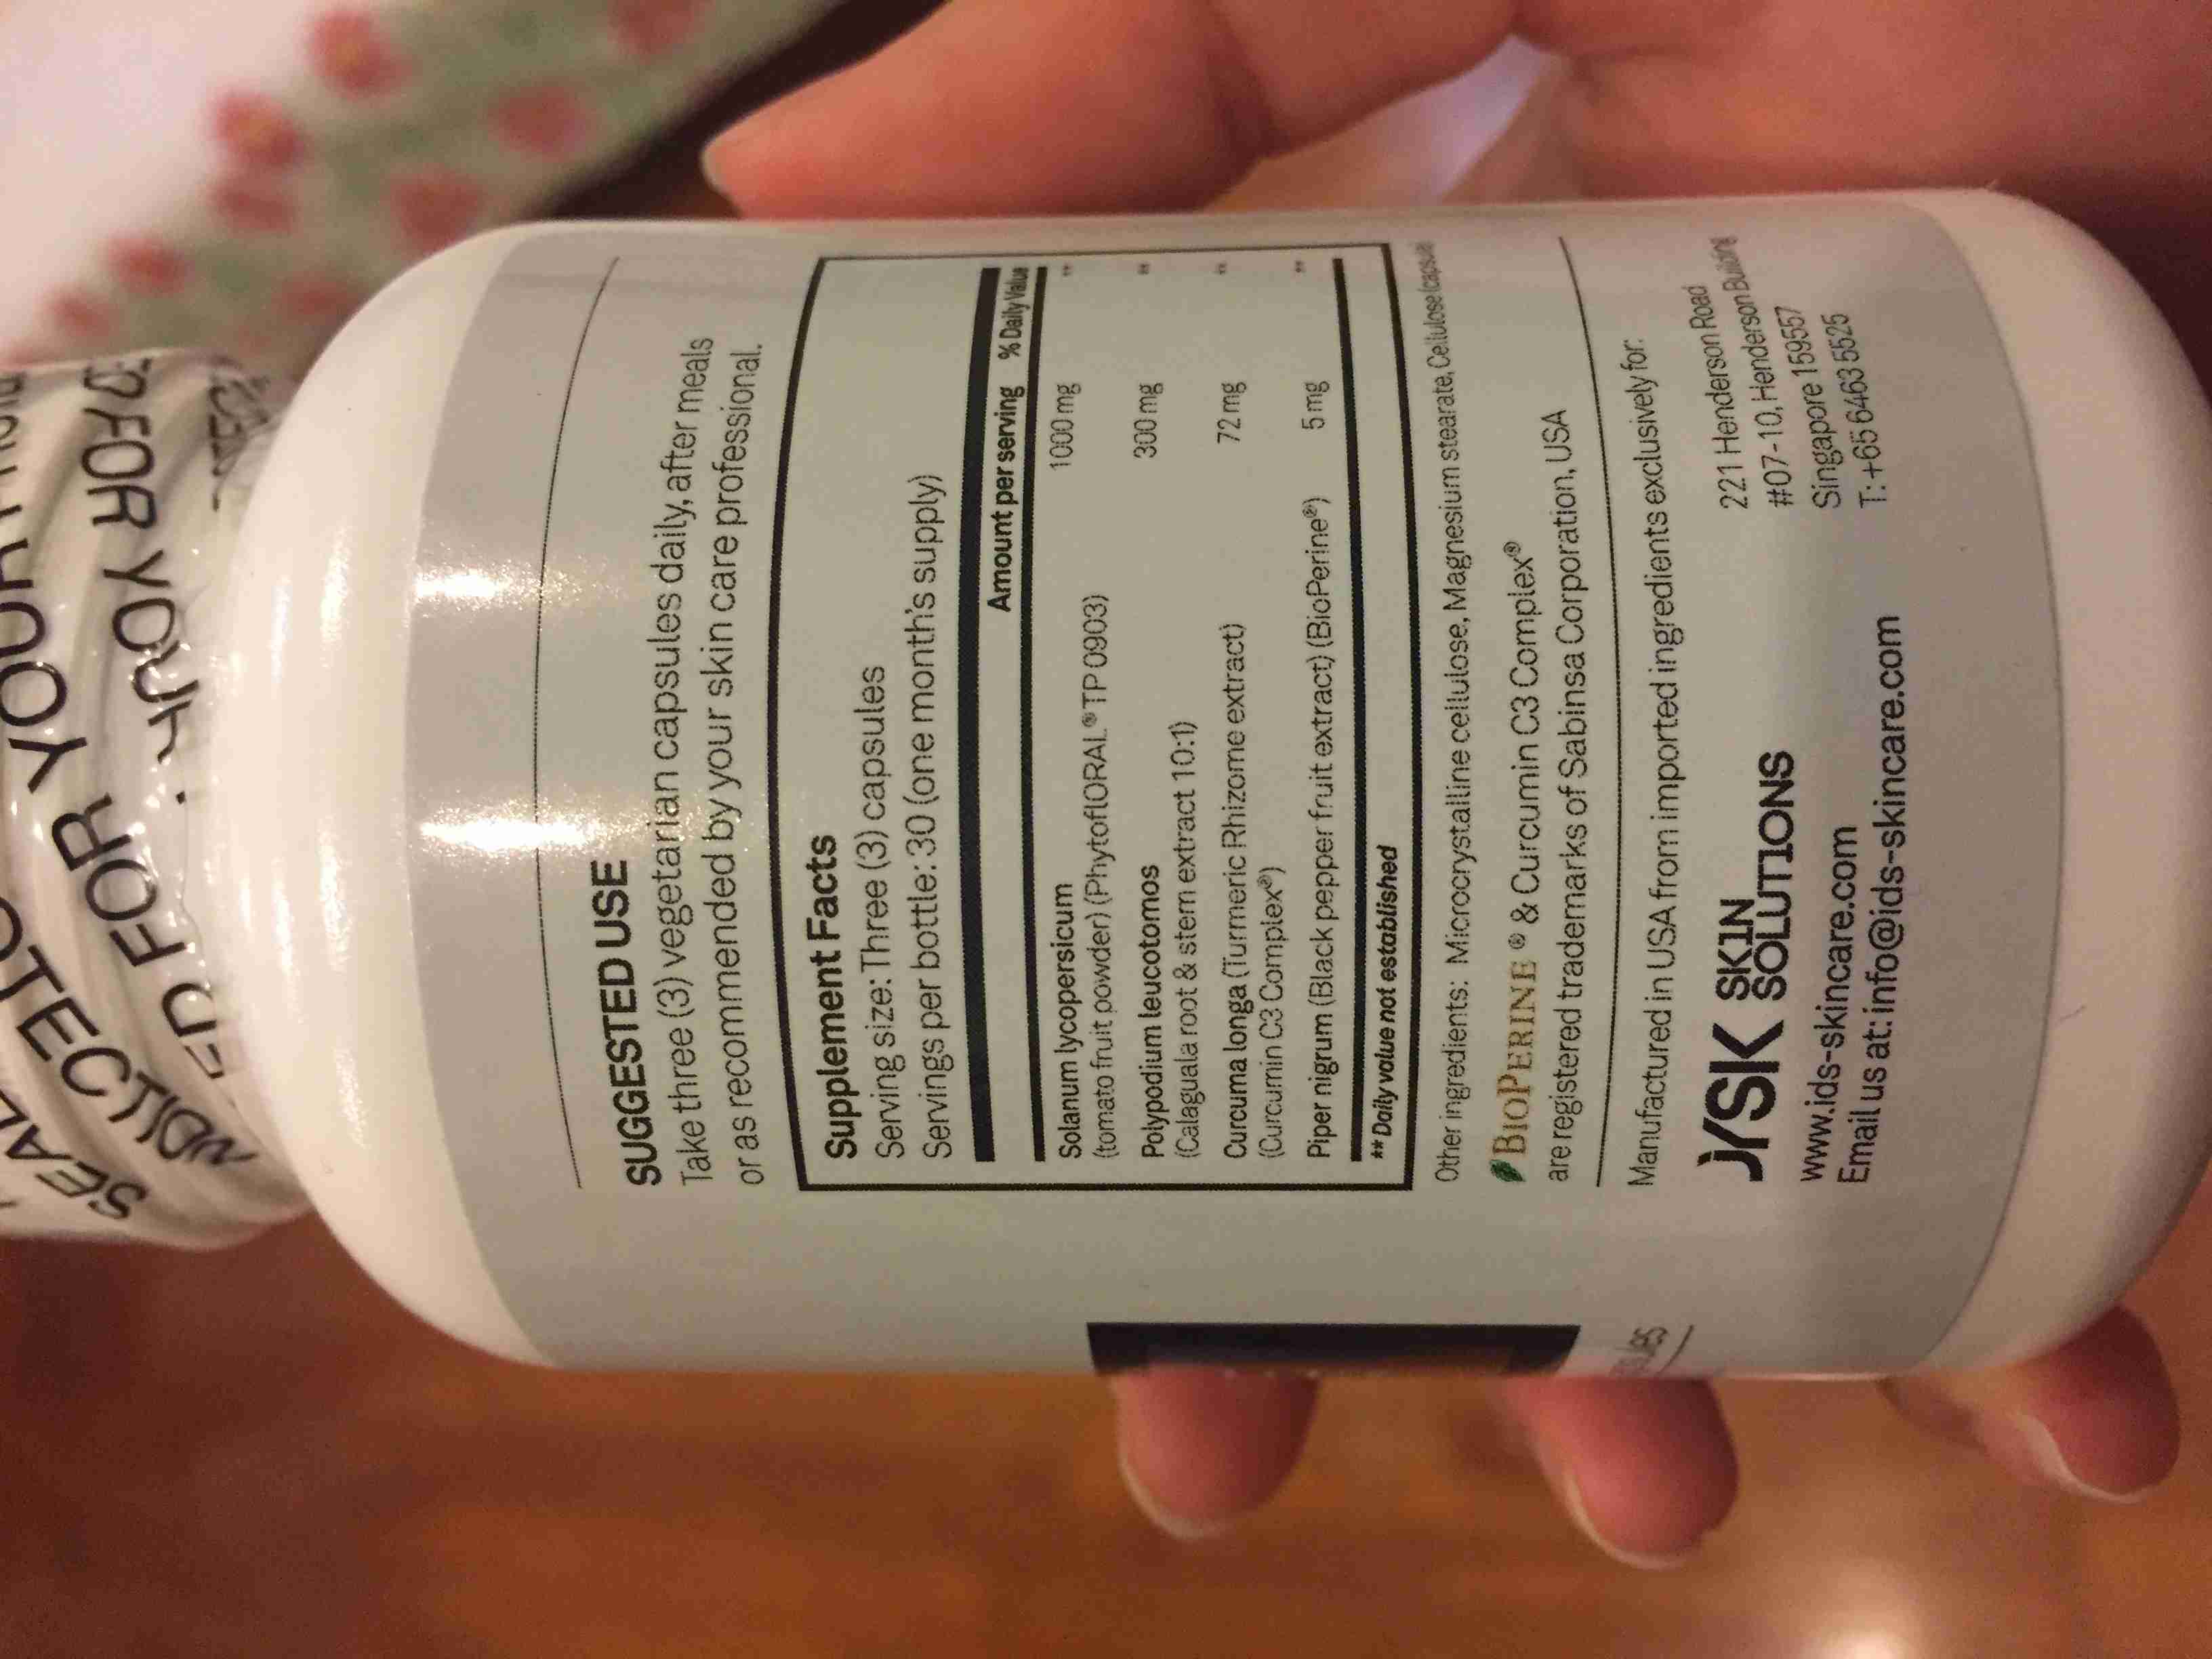 SUGGESTED USE
Take three (3) vegetarian capsules daily, after meals
or as recommended by your skin care professional.
Supplement Facts
Serving size: Three (3) capsules
Servings per bottle: 30 (one month's supply)
Amount per serving % Daily Value
Solanum lycopersicum 1000 mg **
(tomato fruit powder) (PhytoflORAL® TP 0903)
Polypodium leucotomos 300 mg **
(Calaguala root & stem extract 10:1)
Curcuma longa (Turmeric Rhizome extract) 72 mg **
(Curcumin C3 Complex®)
Piper nigrum (Black pepper fruit extract) (BioPerine®) 5 mg **
** Daily value not established
Other ingredients: Microcrystalline cellulose, Magnesium stearate, Cellulose (capsule
BIOPERINE ® & Curcumin C3 Complex®
are registered trademarks of Sabinsa Corporation, USA
Manufactured in USA from imported ingredients exclusively for:
JYSK SKIN SOLUTIONS
221 Henderson Road
#07-10, Henderson Building
Singapore 159557
T: +65 6463 5525
www.ids-skincare.com
Email us at: info@ids-skincare.com
FOR YOUR
FOR YOUR